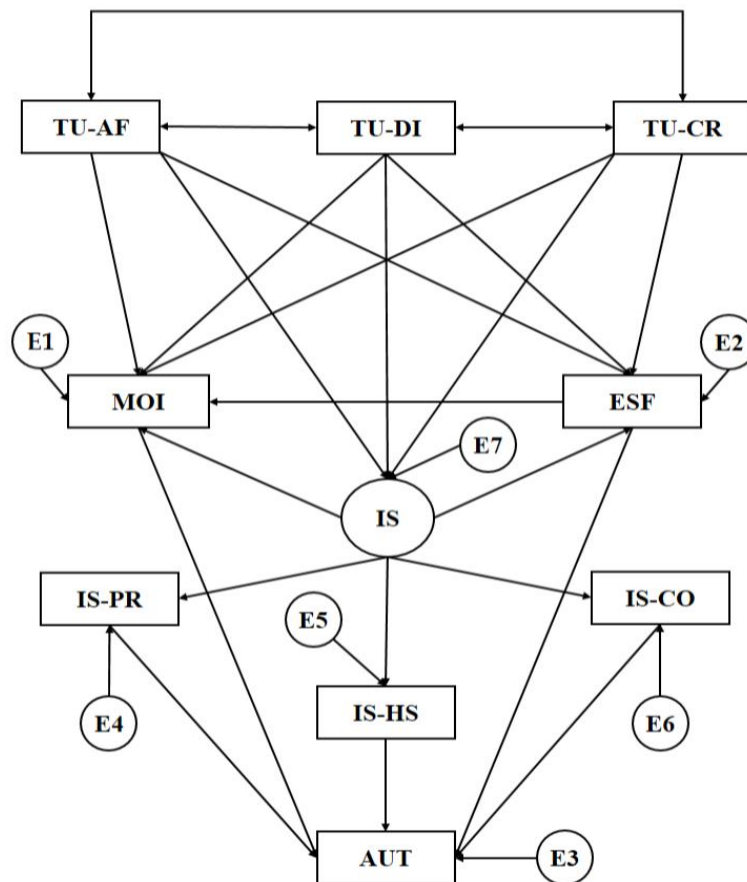 TU-AF
TU-DI
TU-CR
E1
E2
MOI
ESF
E7
IS
IS-PR
IS-CO
E5
E4
IS-HS
E6
AUT
E3